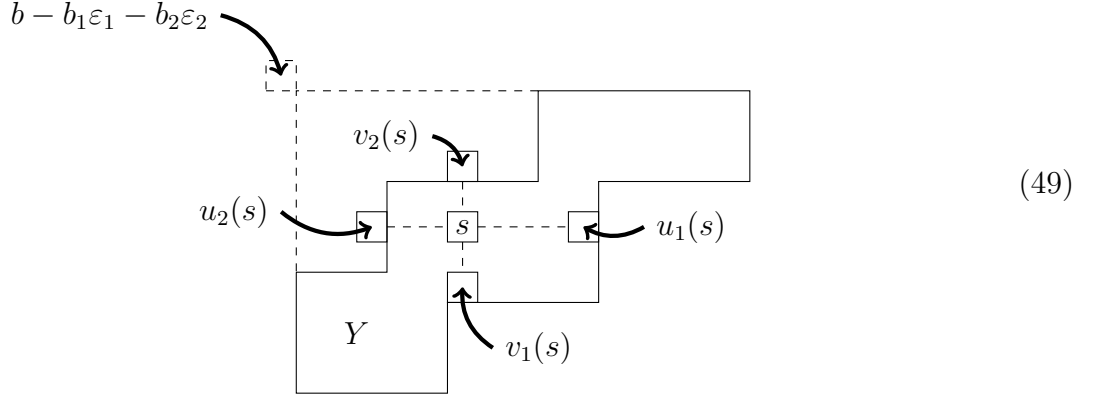 b − b₁ε₁ − b₂ε₂
v₂(s)
(49)
u₂(s)
s
u₁(s)
Y
v₁(s)